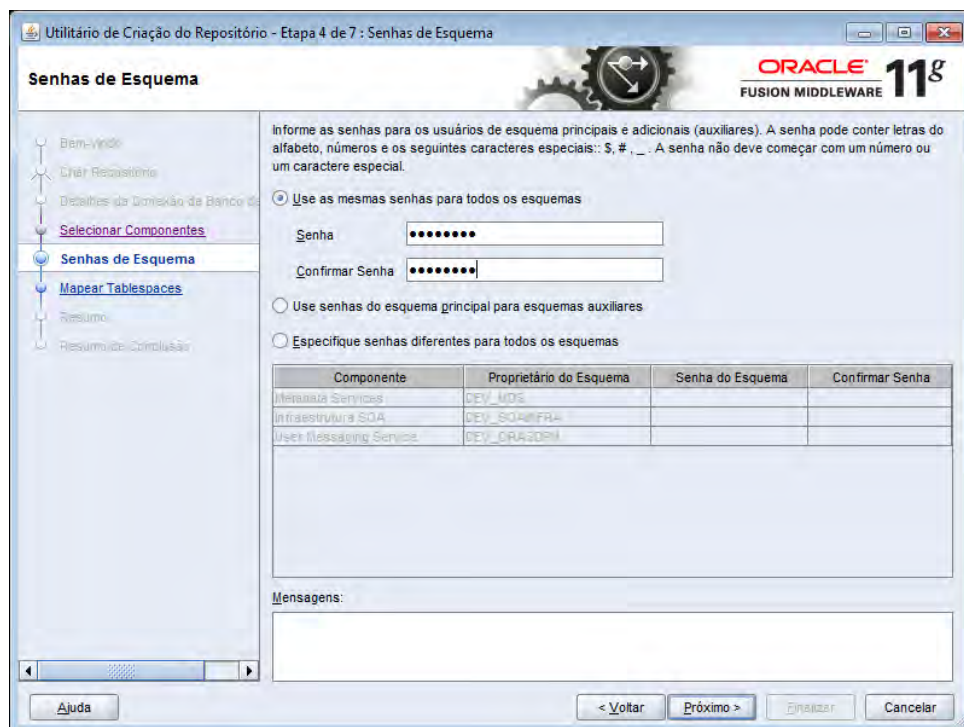 Utilitário de Criação do Repositório - Etapa 4 de 7 : Senhas de Esquema
Senhas de Esquema
ORACLE
FUSION MIDDLEWARE 11g
Bem-vindo
Criar Repositório
Detalhes da Conexão de Banco de
Selecionar Componentes
Senhas de Esquema
Mapear Tablespaces
Resumo
Resumo de Conclusão
Informe as senhas para os usuários de esquema principais e adicionais (auxiliares). A senha pode conter letras do
alfabeto, números e os seguintes caracteres especiais:: $, # , _ . A senha não deve começar com um número ou
um caractere especial.
Use as mesmas senhas para todos os esquemas
Senha
Confirmar Senha
Use senhas do esquema principal para esquemas auxiliares
Especifique senhas diferentes para todos os esquemas
Componente Proprietário do Esquema Senha do Esquema Confirmar Senha
Metadata Services DEV_MDS
Infraestrutura SOA DEV_SOAINFRA
User Messaging Service DEV_ORASDPM
Mensagens:
Ajuda < Voltar Próximo > Finalizar Cancelar